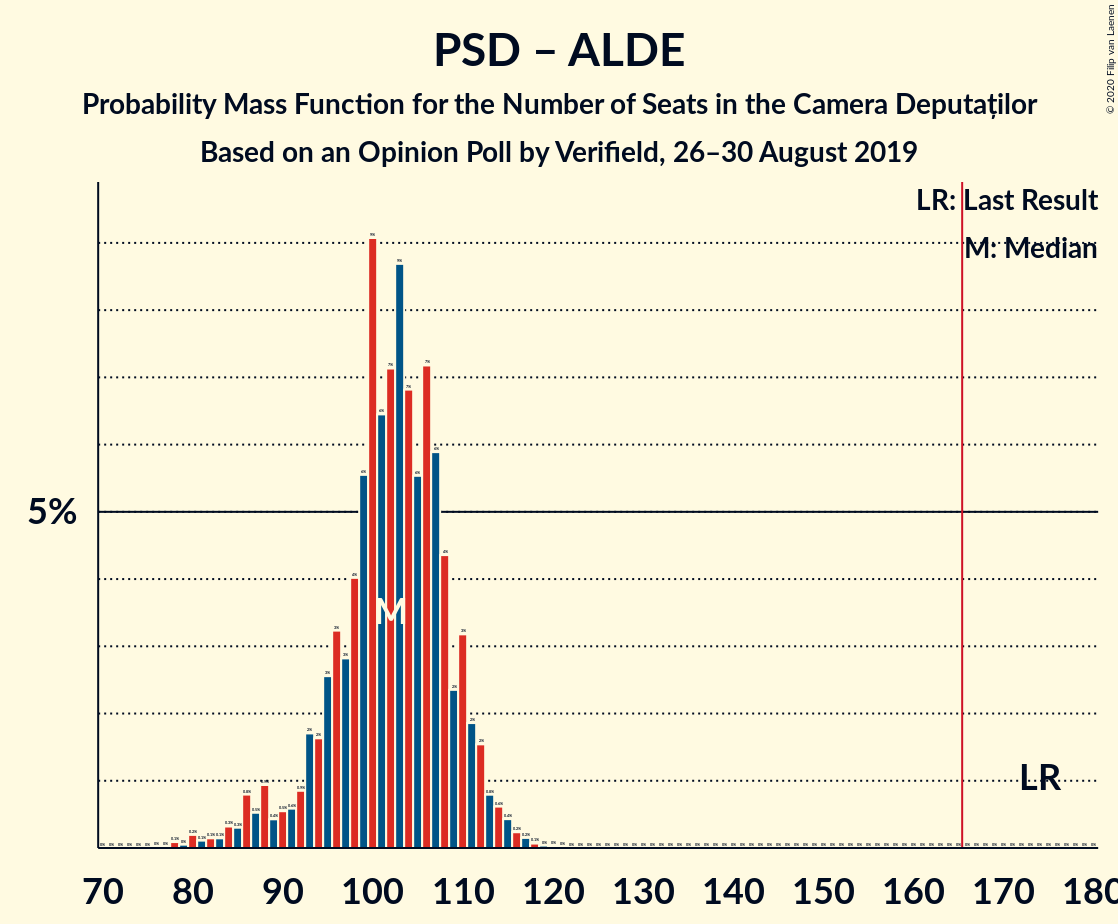 PSD – ALDE
Probability Mass Function for the Number of Seats in the Camera Deputaților
Based on an Opinion Poll by Verifield, 26–30 August 2019
© 2020 Filip van Laenen
LR: Last Result
M: Median
5%
M
LR
70 80 90 100 110 120 130 140 150 160 170 180